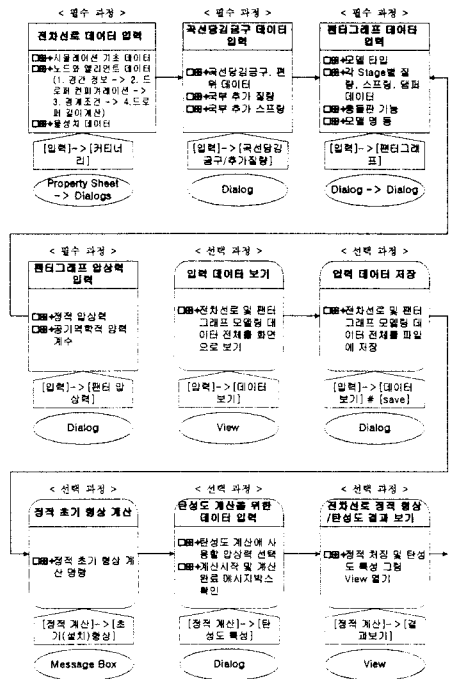 < 필수 과정 >
전차선로 데이터 입력
시뮬레이션 기초 데이터
노드와 엘리먼트 데이터
(1. 경간 정보 -> 2. 드
로퍼 컨피겨레이션 ->
3. 경계조건 -> 4.드로
퍼 길이계산)
물성치 데이터
[입력]->[커티너
리]
Property Sheet
-> Dialogs
< 필수 과정 >
곡선당김금구 데이터
입력
곡선당김금구, 편
위 데이터
국부 추가 질량
국부 추가 스프링
[입력]->[곡선당김
금구/추가질량]
Dialog
< 필수 과정 >
팬터그래프 데이터
입력
모델 타입
각 Stage별 질
량, 스프링, 댐퍼
데이터
충돌판 기능
모델 명 등
[입력]->[팬터그래
프]
Dialog -> Dialog
< 필수 과정 >
팬터그래프 압상력
입력
정적 압상력
공기역학적 압력
계수
[입력]->[팬터 압
상력]
Dialog
< 선택 과정 >
입력 데이터 보기
전차선로 및 팬터
그래프 모델링 데
이터 전체를 화면
으로 보기
[입력]->[데이터
보기]
View
< 선택 과정 >
입력 데이터 저장
전차선로 및 팬터
그래프 모델링 데
이터 전체를 파일
에 저장
[입력]->[데이터
보기] # [save]
Dialog
< 선택 과정 >
정적 초기 형상 계산
정적 초기 형상 계
산 명령
[정적 계산]->[초
기(설치)형상]
Message Box
< 선택 과정 >
탄성도 계산을 위한
데이터 입력
탄성도 계산에 사
용할 압상력 선택
계산시작 및 계산
완료 메시지박스
확인
[정적 계산]->[탄
성도 특성]
Dialog
< 선택 과정 >
전차선로 정적 형상
/탄성도 결과 보기
정적 처짐 및 탄성
도 특성 그림
View 열기
[정적 계산]->[결
과보기]
View